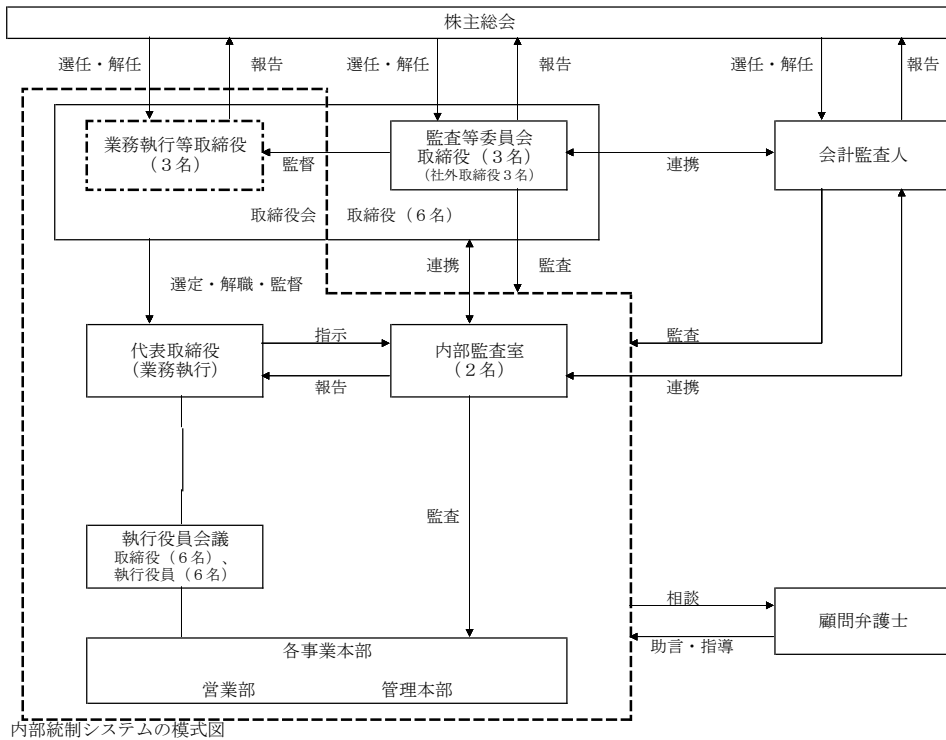 株主総会
選任・解任
報告
選任・解任
報告
選任・解任
報告
業務執行等取締役
（３名）
監督
監査等委員会
取締役（３名）
（社外取締役３名）
連携
会計監査人
取締役会　取締役（６名）
選定・解職・監督
連携
監査
代表取締役
（業務執行）
指示
報告
内部監査室
（２名）
監査
連携
監査
執行役員会議
取締役（６名）、
執行役員（６名）
相談
助言・指導
顧問弁護士
各事業本部
営業部　管理本部
内部統制システムの模式図